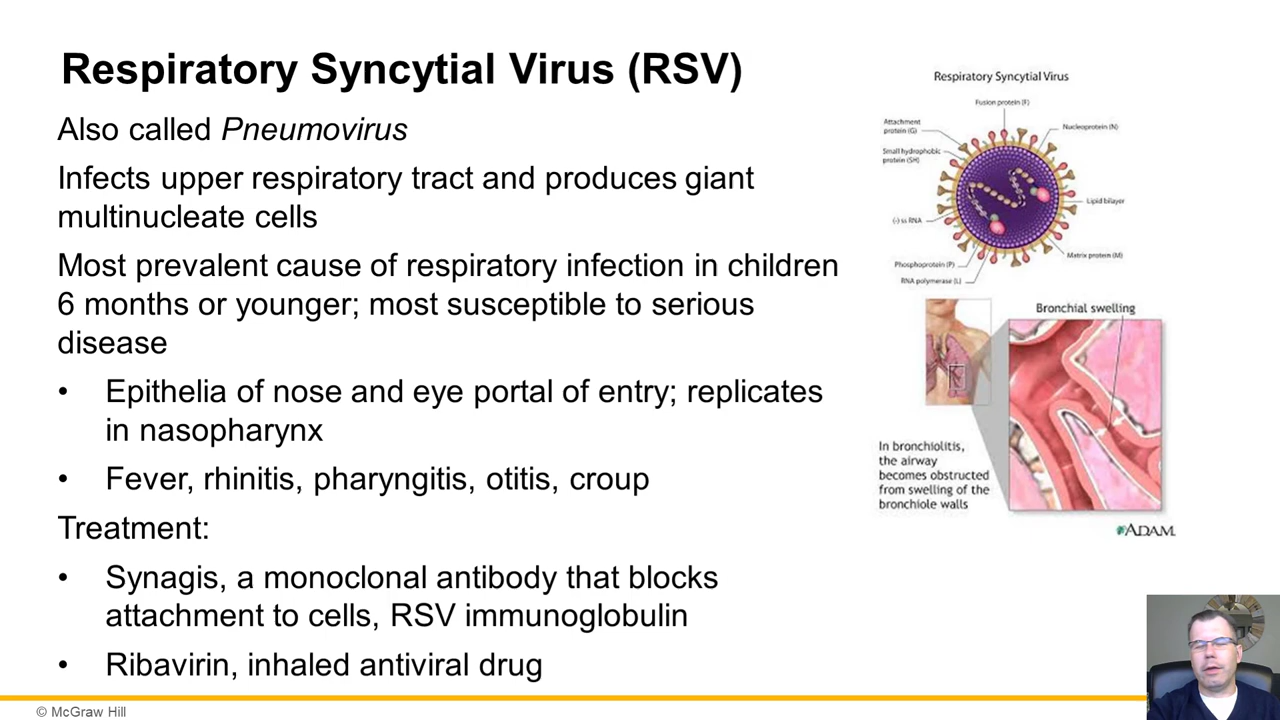 Respiratory Syncytial Virus (RSV)
Also called Pneumovirus
Infects upper respiratory tract and produces giant
multinucleate cells
Most prevalent cause of respiratory infection in children
6 months or younger; most susceptible to serious
disease
• Epithelia of nose and eye portal of entry; replicates
in nasopharynx
• Fever, rhinitis, pharyngitis, otitis, croup
Treatment:
• Synagis, a monoclonal antibody that blocks
attachment to cells, RSV immunoglobulin
• Ribavirin, inhaled antiviral drug
Respiratory Syncytial Virus
Fusion protein (F)
Attachment
protein (G)
Nucleoprotein (N)
Small hydrophobic
protein (SH)
Lipid bilayer
(-) ss RNA
Matrix protein (M)
Phosphoprotein (P)
RNA polymerase (L)
Bronchial swelling
In bronchiolitis,
the airway
becomes obstructed
from swelling of the
bronchiole walls
ADAM.
© McGraw Hill